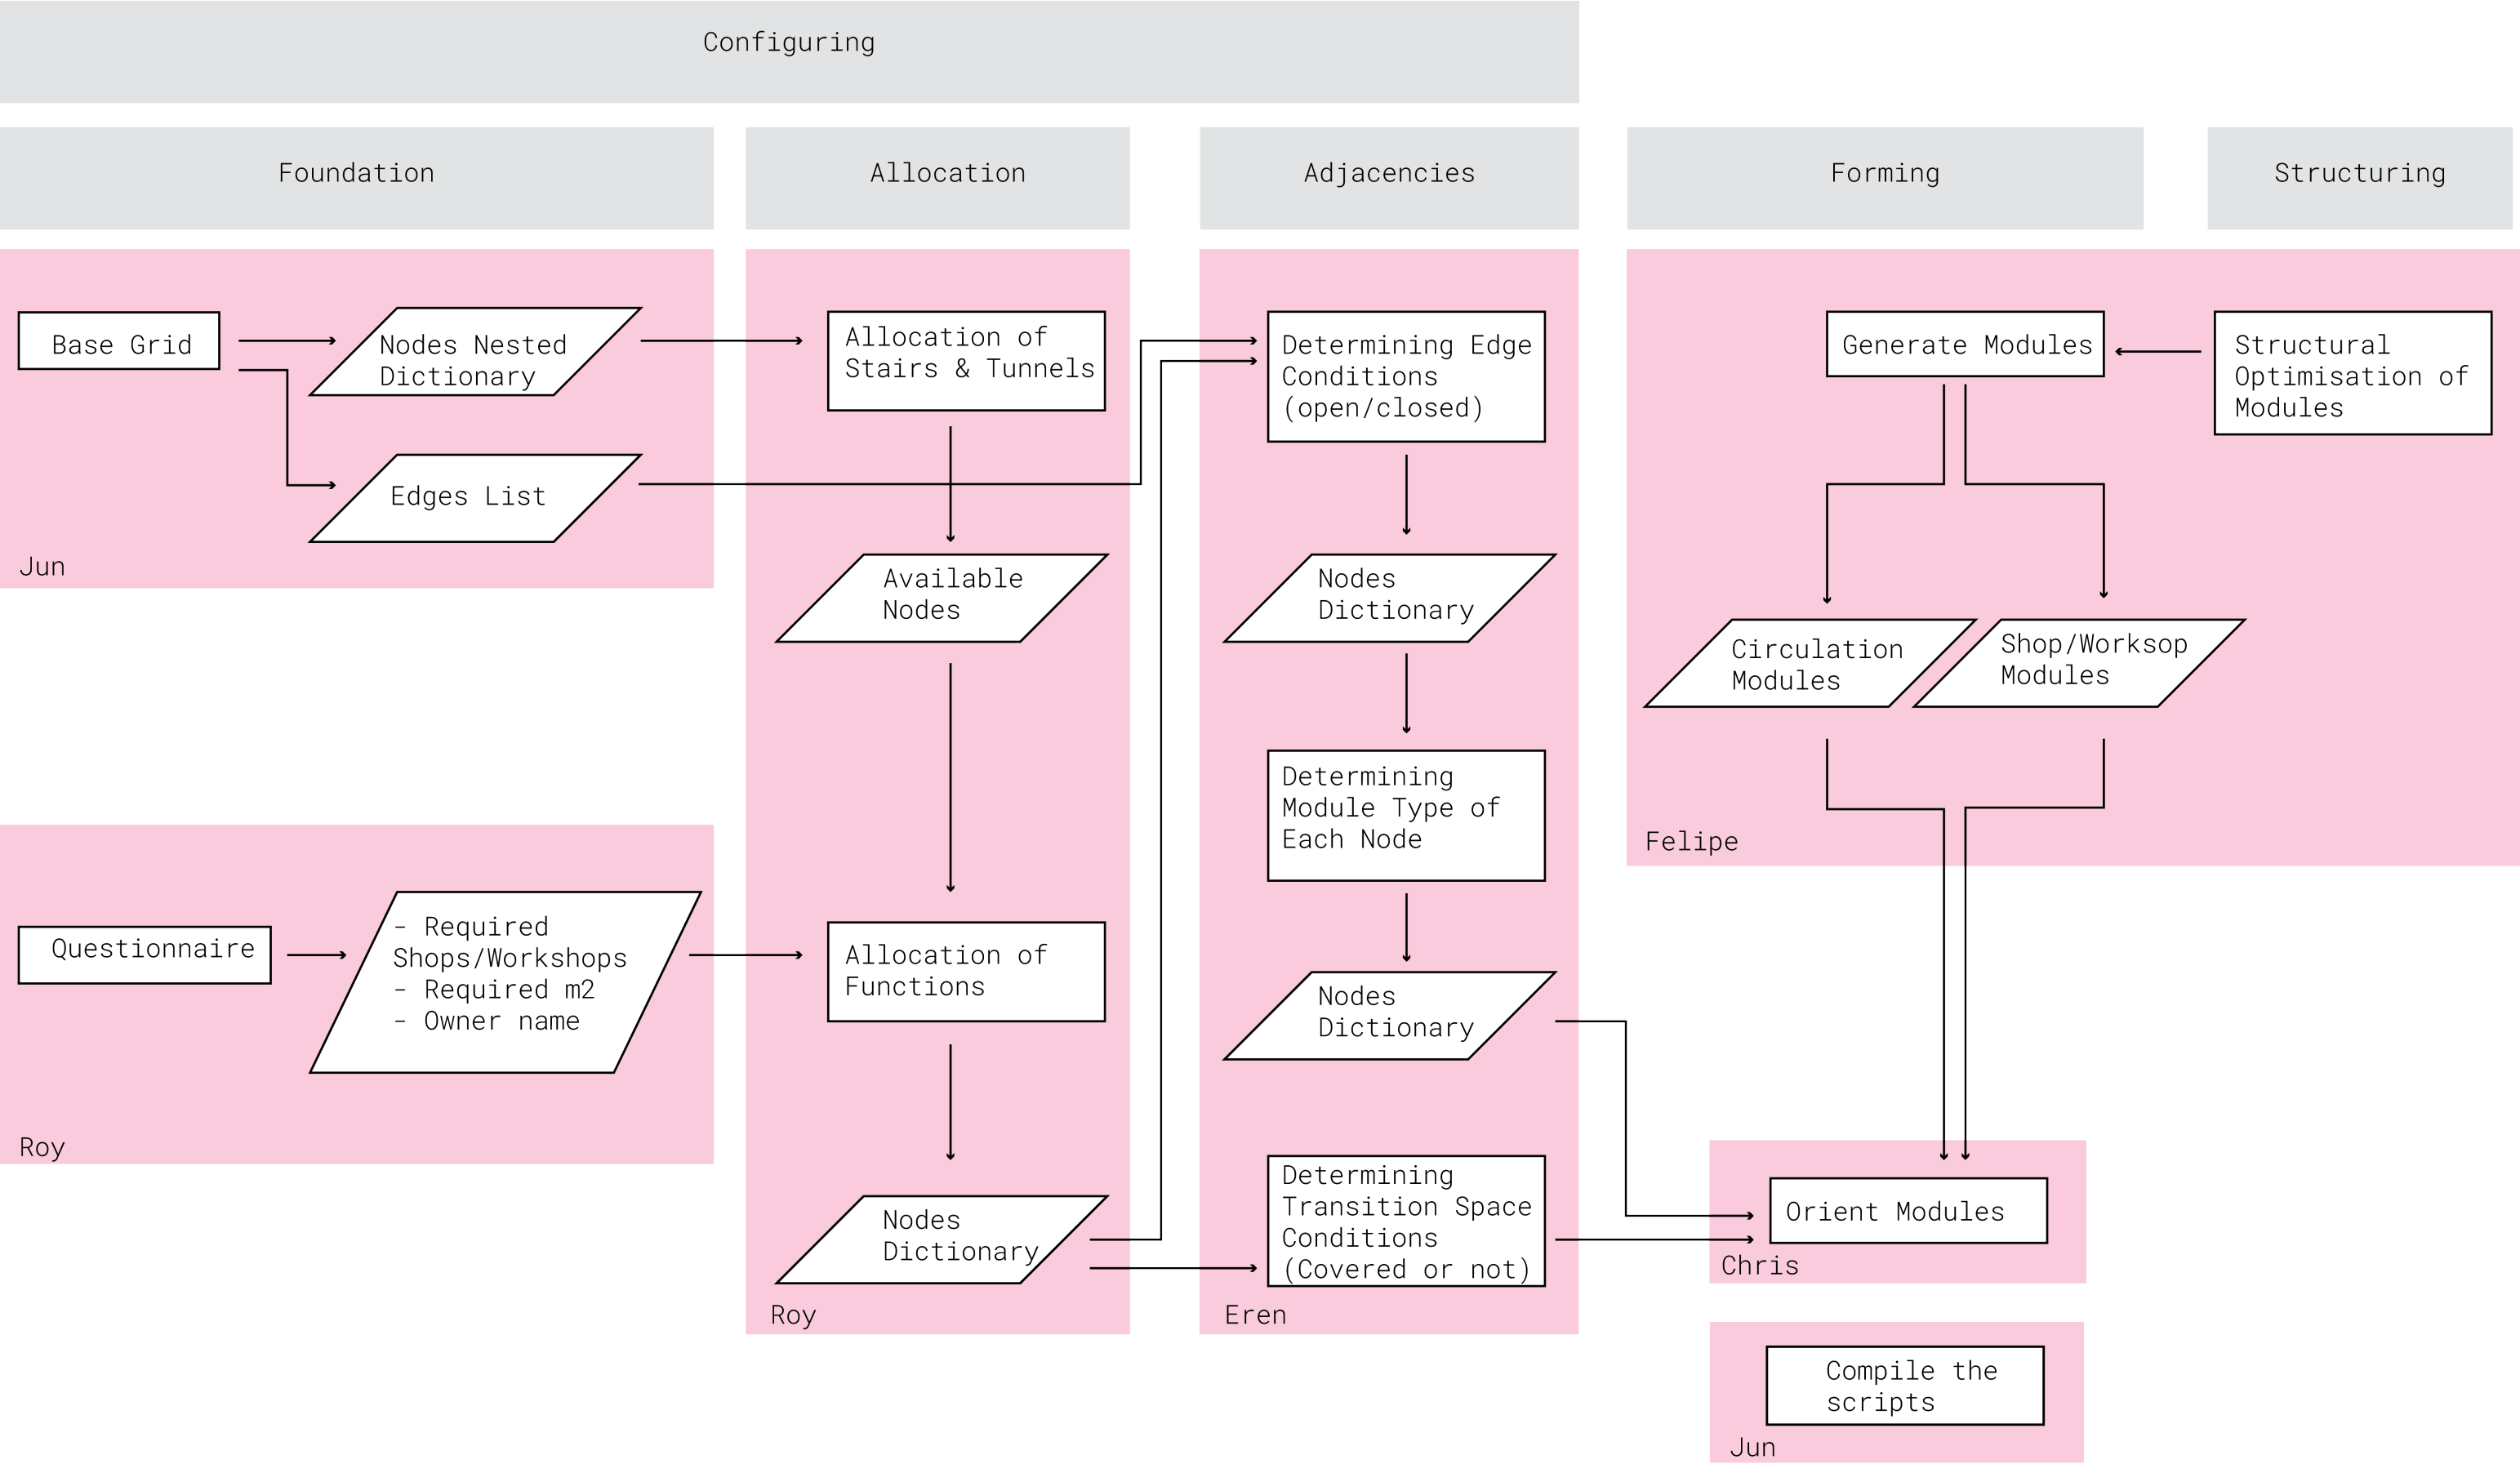 Configuring
Foundation
Allocation
Adjacencies
Forming
Structuring
Base Grid
Nodes Nested
Dictionary
Edges List
Jun
Questionnaire
- Required
Shops/Workshops
- Required m2
- Owner name
Roy
Allocation of
Stairs & Tunnels
Available
Nodes
Allocation of
Functions
Nodes
Dictionary
Roy
Determining Edge
Conditions
(open/closed)
Nodes
Dictionary
Determining
Module Type of
Each Node
Nodes
Dictionary
Determining
Transition Space
Conditions
(Covered or not)
Eren
Generate Modules
Structural
Optimisation of
Modules
Circulation
Modules
Shop/Worksop
Modules
Felipe
Orient Modules
Chris
Compile the
scripts
Jun